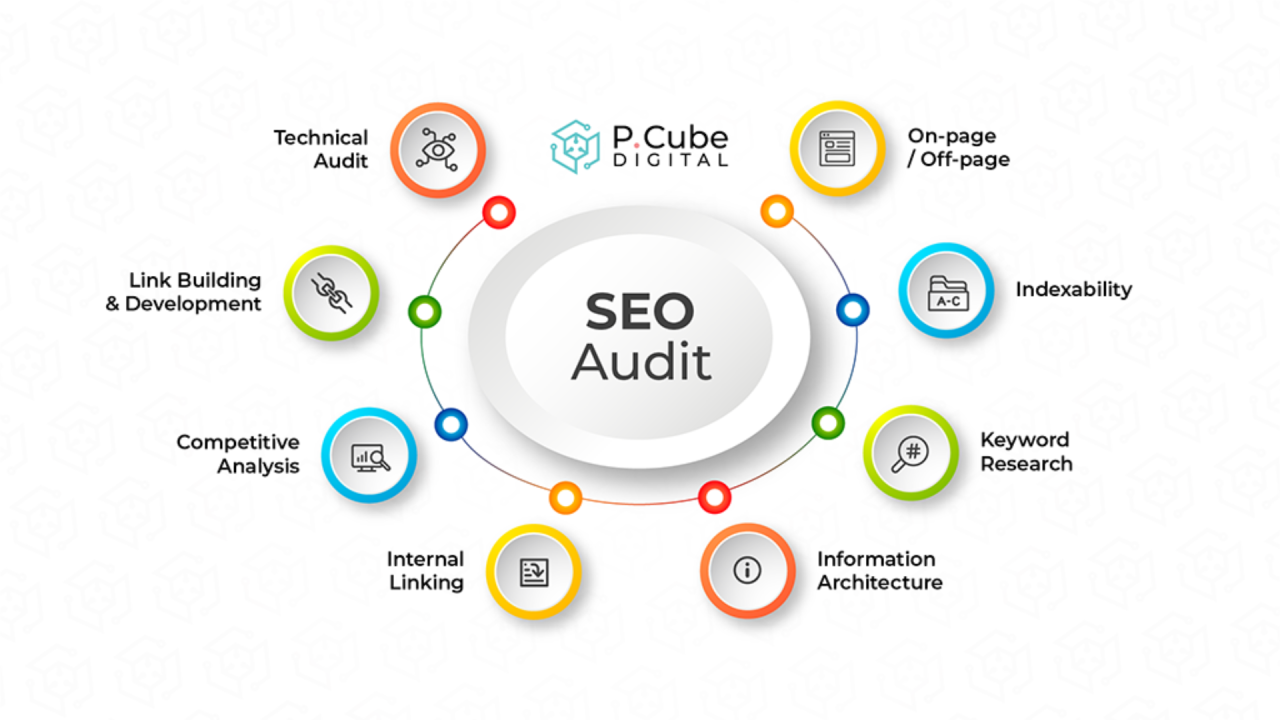 P.Cube
DIGITAL
Technical
Audit
On-page
/ Off-page
Link Building
& Development
Indexability
A-C
SEO
Audit
Competitive
Analysis
Keyword
Research
#
Internal
Linking
i
Information
Architecture